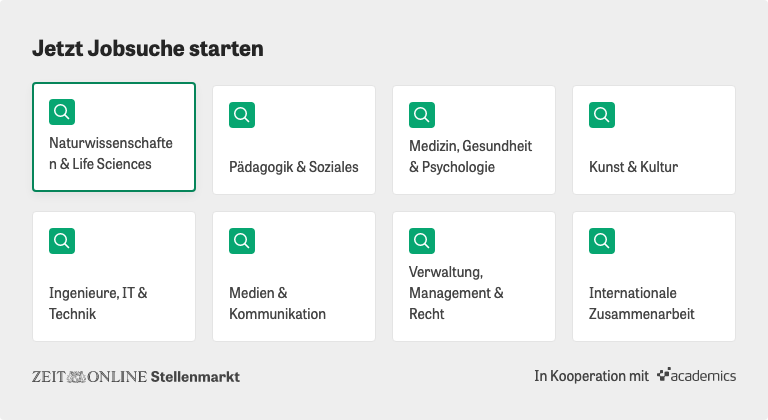 Jetzt Jobsuche starten
Naturwissenschafte
n & Life Sciences
Pädagogik & Soziales
Medizin, Gesundheit
& Psychologie
Kunst & Kultur
Ingenieure, IT &
Technik
Medien &
Kommunikation
Verwaltung,
Management &
Recht
Internationale
Zusammenarbeit
ZEIT ONLINE Stellenmarkt
In Kooperation mit academics